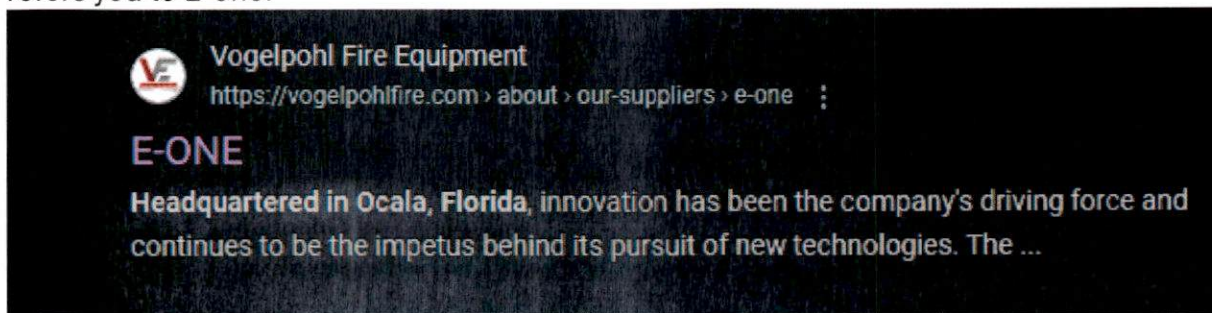 Vogelpohl Fire Equipment
https://vogelpohlfire.com › about › our-suppliers › e-one
E-ONE
Headquartered in Ocala, Florida, innovation has been the company's driving force and
continues to be the impetus behind its pursuit of new technologies. The ...